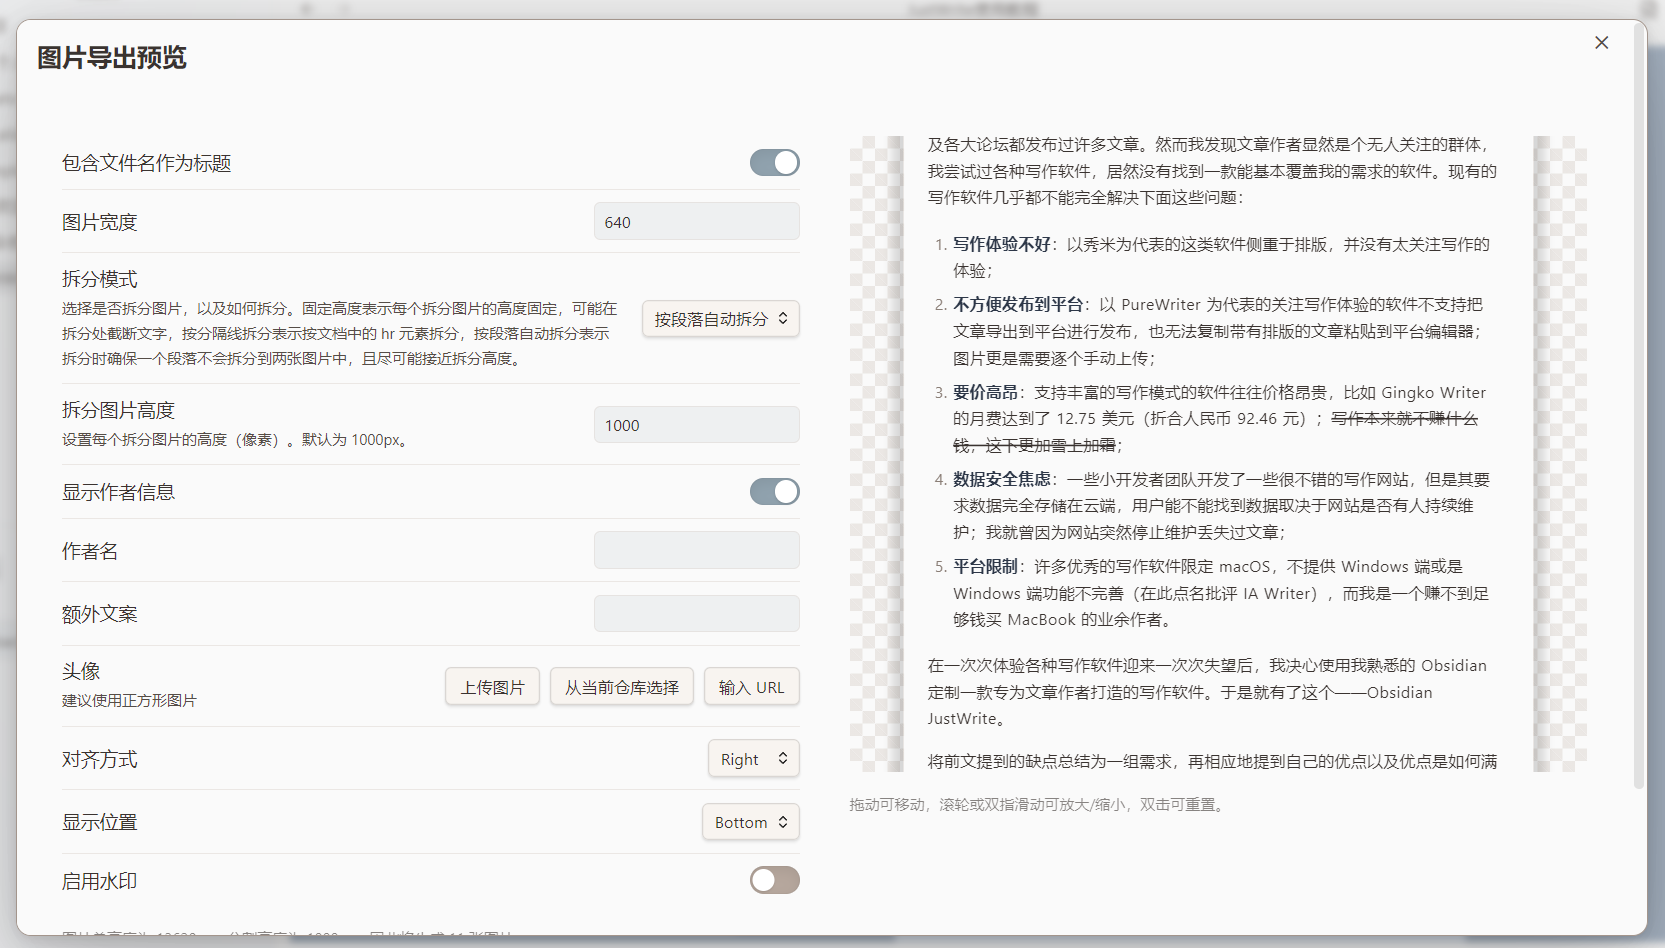 图片导出预览
包含文件名作为标题
图片宽度
640
拆分模式
选择是否拆分图片，以及如何拆分。固定高度表示每个拆分图片的高度固定，可能在
拆分处截断文字，按分隔线拆分表示按文档中的 hr 元素拆分，按段落自动拆分表示
拆分时确保一个段落不会拆分到两张图片中，且尽可能接近拆分高度。
按段落自动拆分
拆分图片高度
设置每个拆分图片的高度（像素）。默认为 1000px。
1000
显示作者信息
作者名
额外文案
头像
建议使用正方形图片
上传图片
从当前仓库选择
输入 URL
对齐方式
Right
显示位置
Bottom
启用水印
及各大论坛都发布过许多文章。然而我发现文章作者显然是个无人关注的群体，
我尝试过各种写作软件，居然没有找到一款能基本覆盖我的需求的软件。现有的
写作软件几乎都不能完全解决下面这些问题：
1. 写作体验不好：以秀米为代表的这类软件侧重于排版，并没有太关注写作的
体验；
2. 不方便发布到平台：以 PureWriter 为代表的关注写作体验的软件不支持把
文章导出到平台进行发布，也无法复制带有排版的文章粘贴到平台编辑器；
图片更是需要逐个手动上传；
3. 要价高昂：支持丰富的写作模式的软件往往价格昂贵，比如 Gingko Writer
的月费达到了 12.75 美元（折合人民币 92.46 元）；写作本来就不赚什么
钱，这下更加雪上加霜；
4. 数据安全焦虑：一些小开发者团队开发了一些很不错的写作网站，但是其要
求数据完全存储在云端，用户能不能找到数据取决于网站是否有人持续维
护；我就曾因为网站突然停止维护丢失过文章；
5. 平台限制：许多优秀的写作软件限定 macOS，不提供 Windows 端或是
Windows 端功能不完善（在此点名批评 IA Writer），而我是一个赚不到足
够钱买 MacBook 的业余作者。
在一次次体验各种写作软件迎来一次次失望后，我决心使用我熟悉的 Obsidian
定制一款专为文章作者打造的写作软件。于是就有了这个——Obsidian
JustWrite。
将前文提到的缺点总结为一组需求，再相应地提到自己的优点以及优点是如何满
拖动可移动，滚轮或双指滑动可放大/缩小，双击可重置。